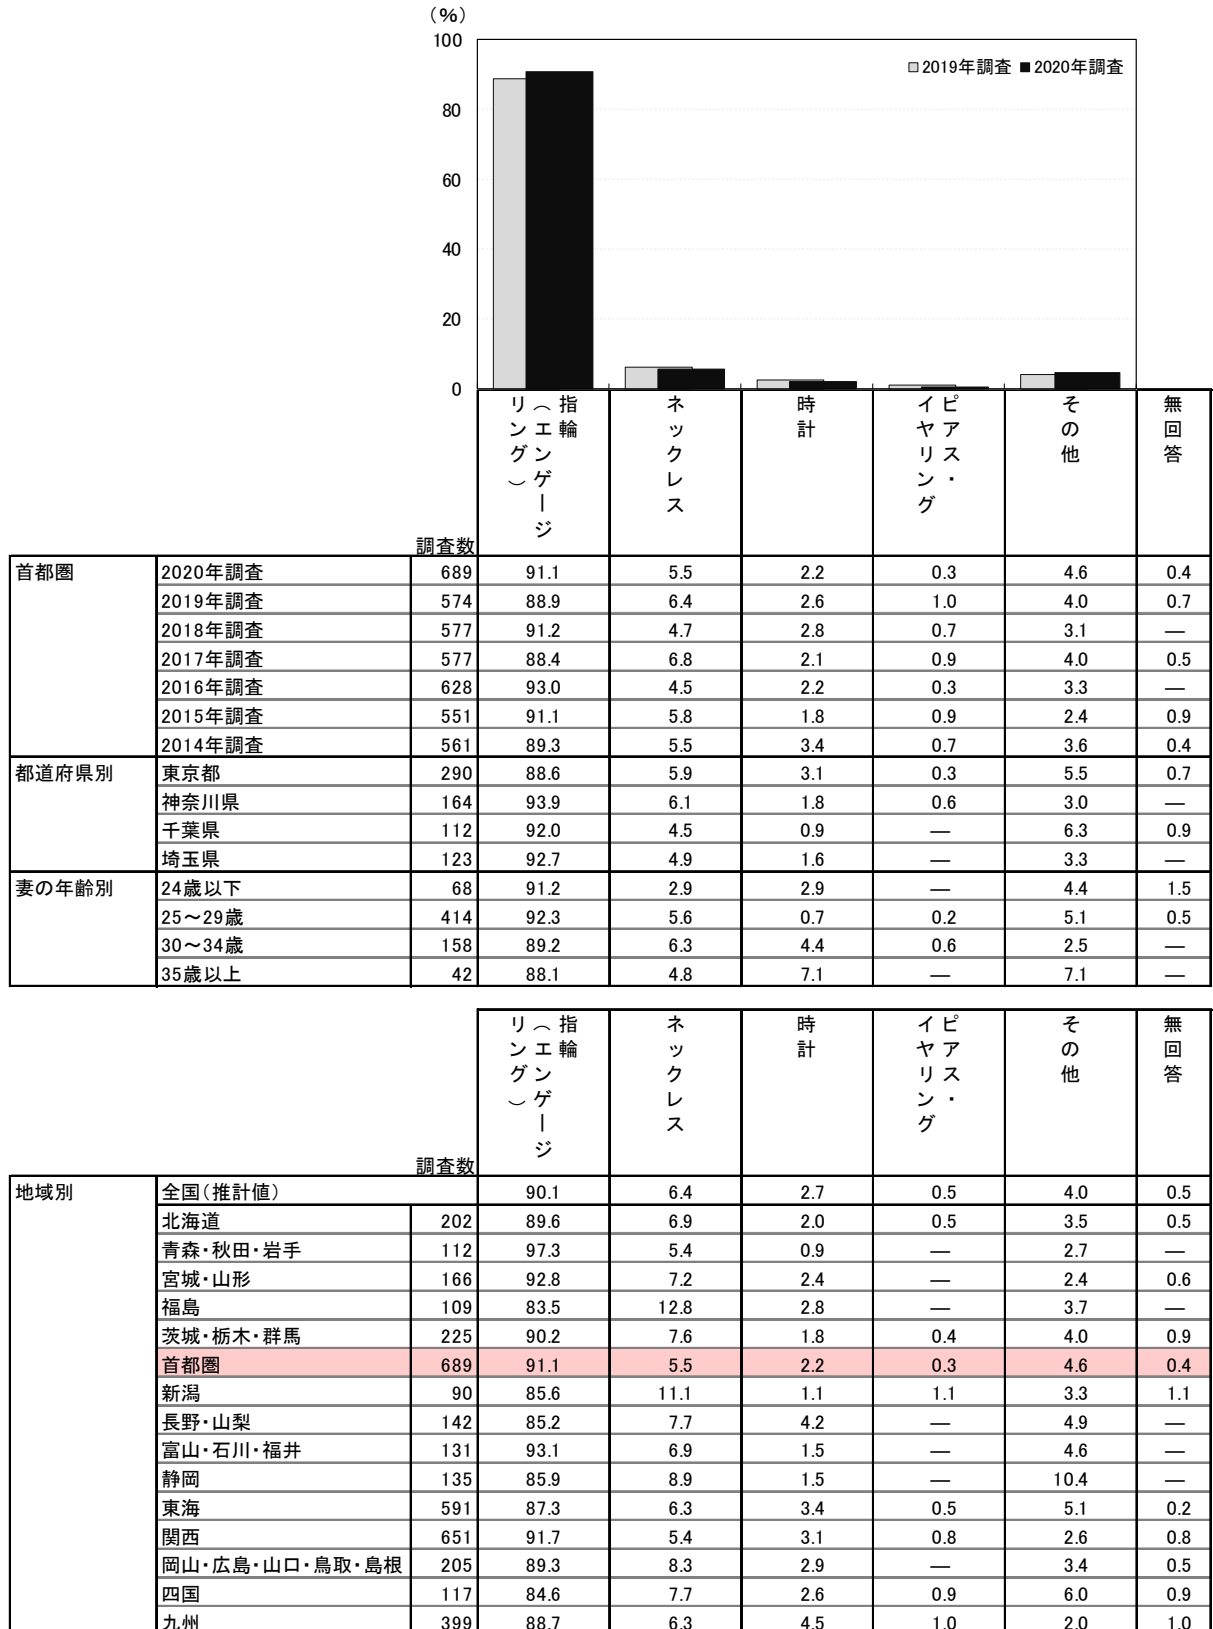 （%）
100
80
60
40
20
0
□2019年調査 ■2020年調査
調査数 指輪（エンゲージリング） ネックレス 時計 ピアス・イヤリング その他 無回答
首都圏 2020年調査 689 91.1 5.5 2.2 0.3 4.6 0.4
2019年調査 574 88.9 6.4 2.6 1.0 4.0 0.7
2018年調査 577 91.2 4.7 2.8 0.7 3.1 ―
2017年調査 577 88.4 6.8 2.1 0.9 4.0 0.5
2016年調査 628 93.0 4.5 2.2 0.3 3.3 ―
2015年調査 551 91.1 5.8 1.8 0.9 2.4 0.9
2014年調査 561 89.3 5.5 3.4 0.7 3.6 0.4
都道府県別 東京都 290 88.6 5.9 3.1 0.3 5.5 0.7
神奈川県 164 93.9 6.1 1.8 0.6 3.0 ―
千葉県 112 92.0 4.5 0.9 ― 6.3 0.9
埼玉県 123 92.7 4.9 1.6 ― 3.3 ―
妻の年齢別 24歳以下 68 91.2 2.9 2.9 ― 4.4 1.5
25～29歳 414 92.3 5.6 0.7 0.2 5.1 0.5
30～34歳 158 89.2 6.3 4.4 0.6 2.5 ―
35歳以上 42 88.1 4.8 7.1 ― 7.1 ―
調査数 指輪（エンゲージリング） ネックレス 時計 ピアス・イヤリング その他 無回答
地域別 全国（推計値） 90.1 6.4 2.7 0.5 4.0 0.5
北海道 202 89.6 6.9 2.0 0.5 3.5 0.5
青森・秋田・岩手 112 97.3 5.4 0.9 ― 2.7 ―
宮城・山形 166 92.8 7.2 2.4 ― 2.4 0.6
福島 109 83.5 12.8 2.8 ― 3.7 ―
茨城・栃木・群馬 225 90.2 7.6 1.8 0.4 4.0 0.9
首都圏 689 91.1 5.5 2.2 0.3 4.6 0.4
新潟 90 85.6 11.1 1.1 1.1 3.3 1.1
長野・山梨 142 85.2 7.7 4.2 ― 4.9 ―
富山・石川・福井 131 93.1 6.9 1.5 ― 4.6 ―
静岡 135 85.9 8.9 1.5 ― 10.4 ―
東海 591 87.3 6.3 3.4 0.5 5.1 0.2
関西 651 91.7 5.4 3.1 0.8 2.6 0.8
岡山・広島・山口・鳥取・島根 205 89.3 8.3 2.9 ― 3.4 0.5
四国 117 84.6 7.7 2.6 0.9 6.0 0.9
九州 399 88.7 6.3 4.5 1.0 2.0 1.0